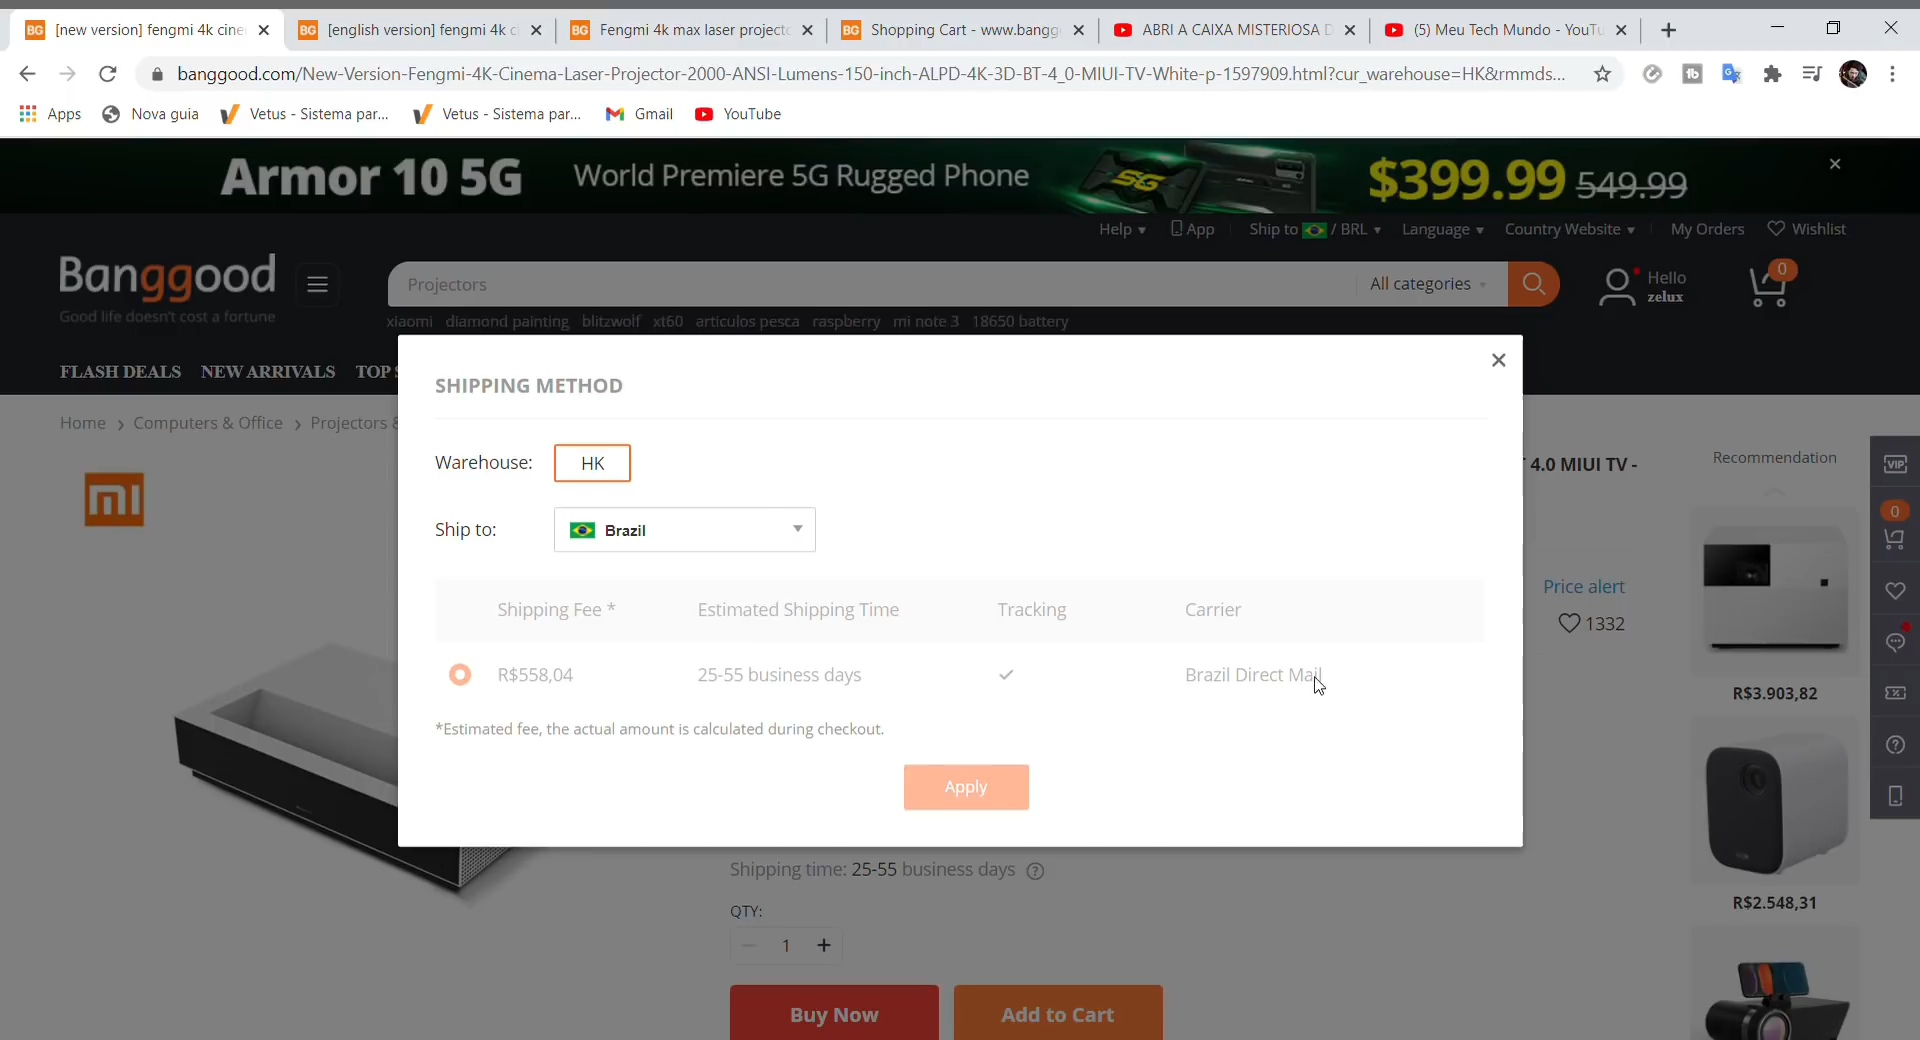 [new version] fengmi 4k cine
[english version] fengmi 4k c
Fengmi 4k max laser projecto
Shopping Cart - www.bangg
ABRI A CAIXA MISTERIOSA D
(5) Meu Tech Mundo - YouTu
banggood.com/New-Version-Fengmi-4K-Cinema-Laser-Projector-2000-ANSI-Lumens-150-inch-ALPD-4K-3D-BT-4_0-MIUI-TV-White-p-1597909.html?cur_warehouse=HK&rmmds...
Apps
Nova guia
Vetus - Sistema par...
Vetus - Sistema par...
Gmail
YouTube
Armor 10 5G
World Premiere 5G Rugged Phone
5G
$399.99 549.99
Help
App
Ship to / BRL
Language
Country Website
My Orders
Wishlist
Banggood
Good life doesn't cost a fortune
Projectors
All categories
Hello
zelux
0
xiaomi diamond painting blitzwolf xt60 articulos pesca raspberry mi note 3 18650 battery
FLASH DEALS
NEW ARRIVALS
TOP S
Home > Computers & Office > Projectors &
SHIPPING METHOD
Warehouse: HK
Ship to: Brazil
Shipping Fee * Estimated Shipping Time Tracking Carrier
R$558,04 25-55 business days Brazil Direct Mail
*Estimated fee, the actual amount is calculated during checkout.
Apply
mi
T 4.0 MIUI TV -
Price alert
1332
Shipping time: 25-55 business days
QTY:
1
Buy Now
Add to Cart
Recommendation
R$3.903,82
R$2.548,31
VIP
0